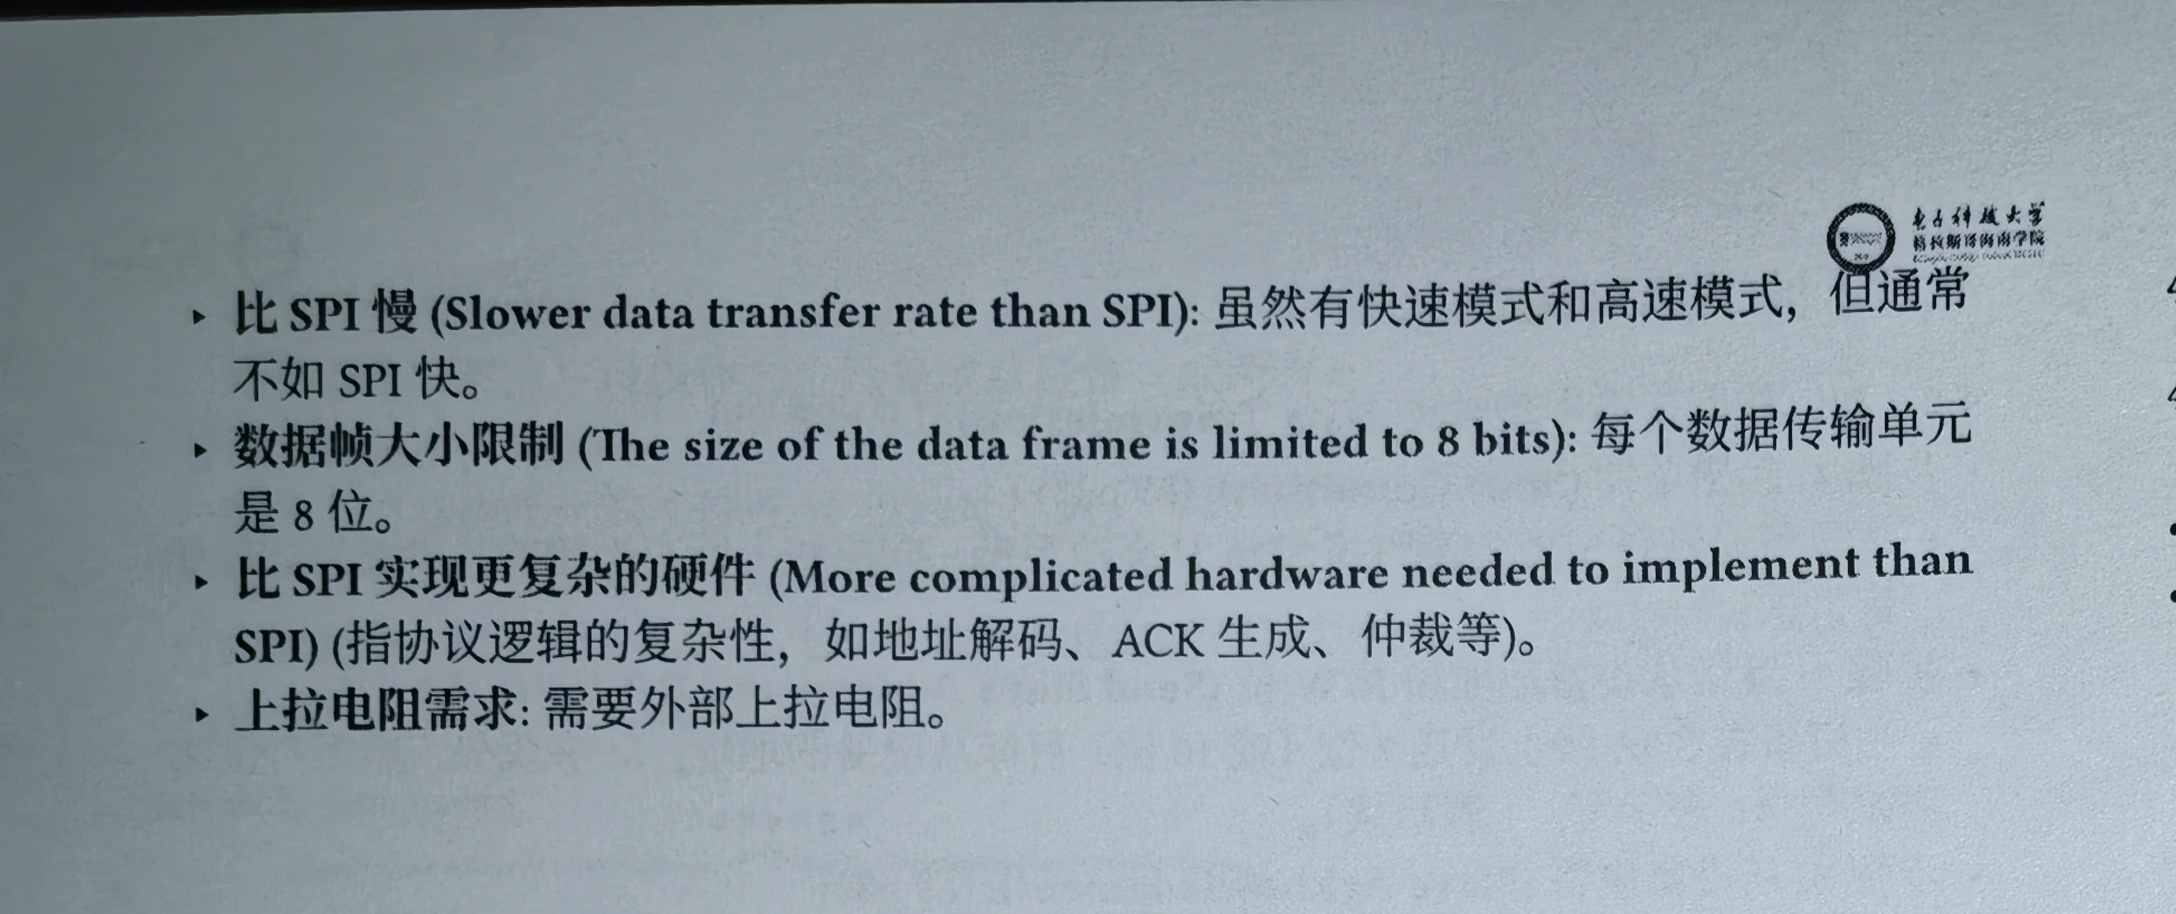 电子科技大学
格拉斯哥海南学院
▸ 比 SPI 慢 (Slower data transfer rate than SPI): 虽然有快速模式和高速模式，但通常
不如 SPI 快。
▸ 数据帧大小限制 (The size of the data frame is limited to 8 bits): 每个数据传输单元
是 8 位。
▸ 比 SPI 实现更复杂的硬件 (More complicated hardware needed to implement than
SPI) (指协议逻辑的复杂性，如地址解码、ACK 生成、仲裁等)。
▸ 上拉电阻需求: 需要外部上拉电阻。